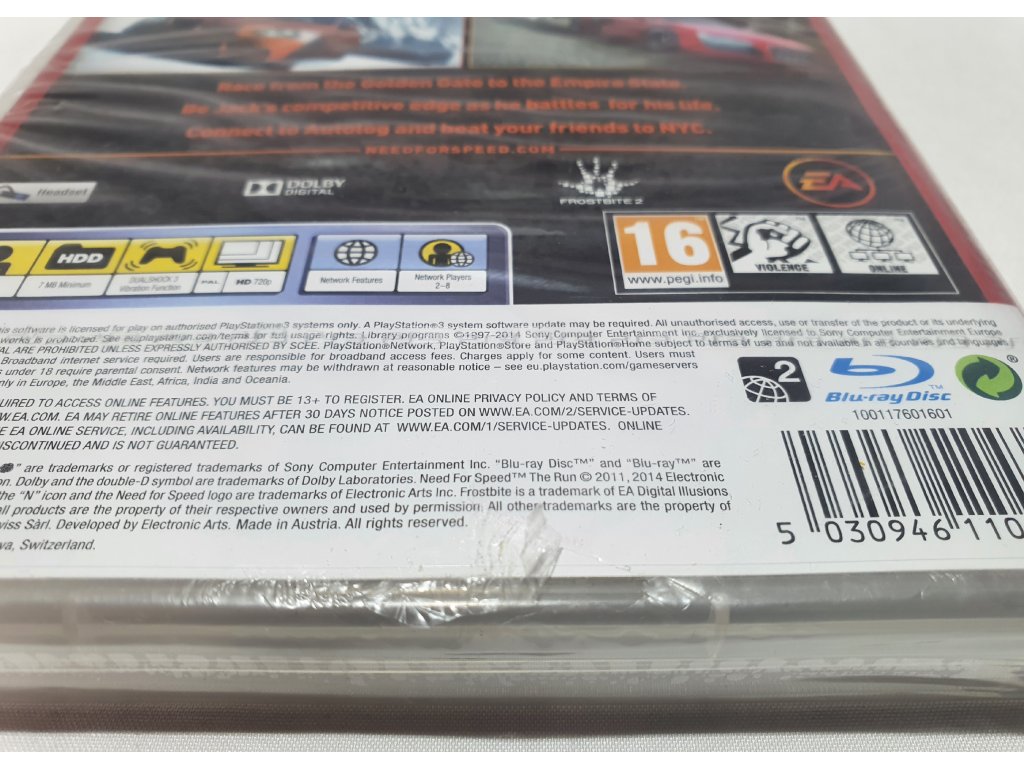 Race from the Golden Gate to the Empire State.
Be Jack's competitive edge as he battles for his life.
Connect to Autolog and beat your friends to NYC.
NEEDFORSPEED.COM
Headset
DOLBY
DIGITAL
FROSTBITE 2
EA
HDD
7 MB Minimum
DUALSHOCK 3
Vibration Function
PAL
HD 720p
Network Features
Network Players
2-8
16
www.pegi.info
VIOLENCE
ONLINE
software is licensed for play on authorised PlayStation®3 systems only. A PlayStation®3 system software update may be required. All unauthorised access, use or transfer of the product or its underlying
works is prohibited. See eu.playstation.com/terms for full usage rights. Library programs ©1997-2014 Sony Computer Entertainment Inc. exclusively licensed to Sony Computer Entertainment Europe.
ARE PROHIBITED UNLESS EXPRESSLY AUTHORISED BY SCEE. PlayStation®Network, PlayStation®Store and PlayStation®Home subject to terms of use and not available in all countries and languages
Broadband internet service required. Users are responsible for broadband access fees. Charges apply for some content. Users must
under 18 require parental consent. Network features may be withdrawn at reasonable notice – see eu.playstation.com/gameservers
in Europe, the Middle East, Africa, India and Oceania.
UIRED TO ACCESS ONLINE FEATURES. YOU MUST BE 13+ TO REGISTER. EA ONLINE PRIVACY POLICY AND TERMS OF
W.EA.COM. EA MAY RETIRE ONLINE FEATURES AFTER 30 DAYS NOTICE POSTED ON WWW.EA.COM/2/SERVICE-UPDATES.
EA ONLINE SERVICE, INCLUDING AVAILABILITY, CAN BE FOUND AT WWW.EA.COM/1/SERVICE-UPDATES. ONLINE
ISCONTINUED AND IS NOT GUARANTEED.
" are trademarks or registered trademarks of Sony Computer Entertainment Inc. "Blu-ray Disc™" and "Blu-ray™" are
on. Dolby and the double-D symbol are trademarks of Dolby Laboratories. Need For Speed™ The Run © 2011, 2014 Electronic
the "N" icon and the Need for Speed logo are trademarks of Electronic Arts Inc. Frostbite is a trademark of EA Digital Illusions
all products are the property of their respective owners and used by permission. All other trademarks are the property of
wiss Sàrl. Developed by Electronic Arts. Made in Austria. All rights reserved.
va, Switzerland.
2
Blu-ray Disc™
100117601601
®
5 030946 110